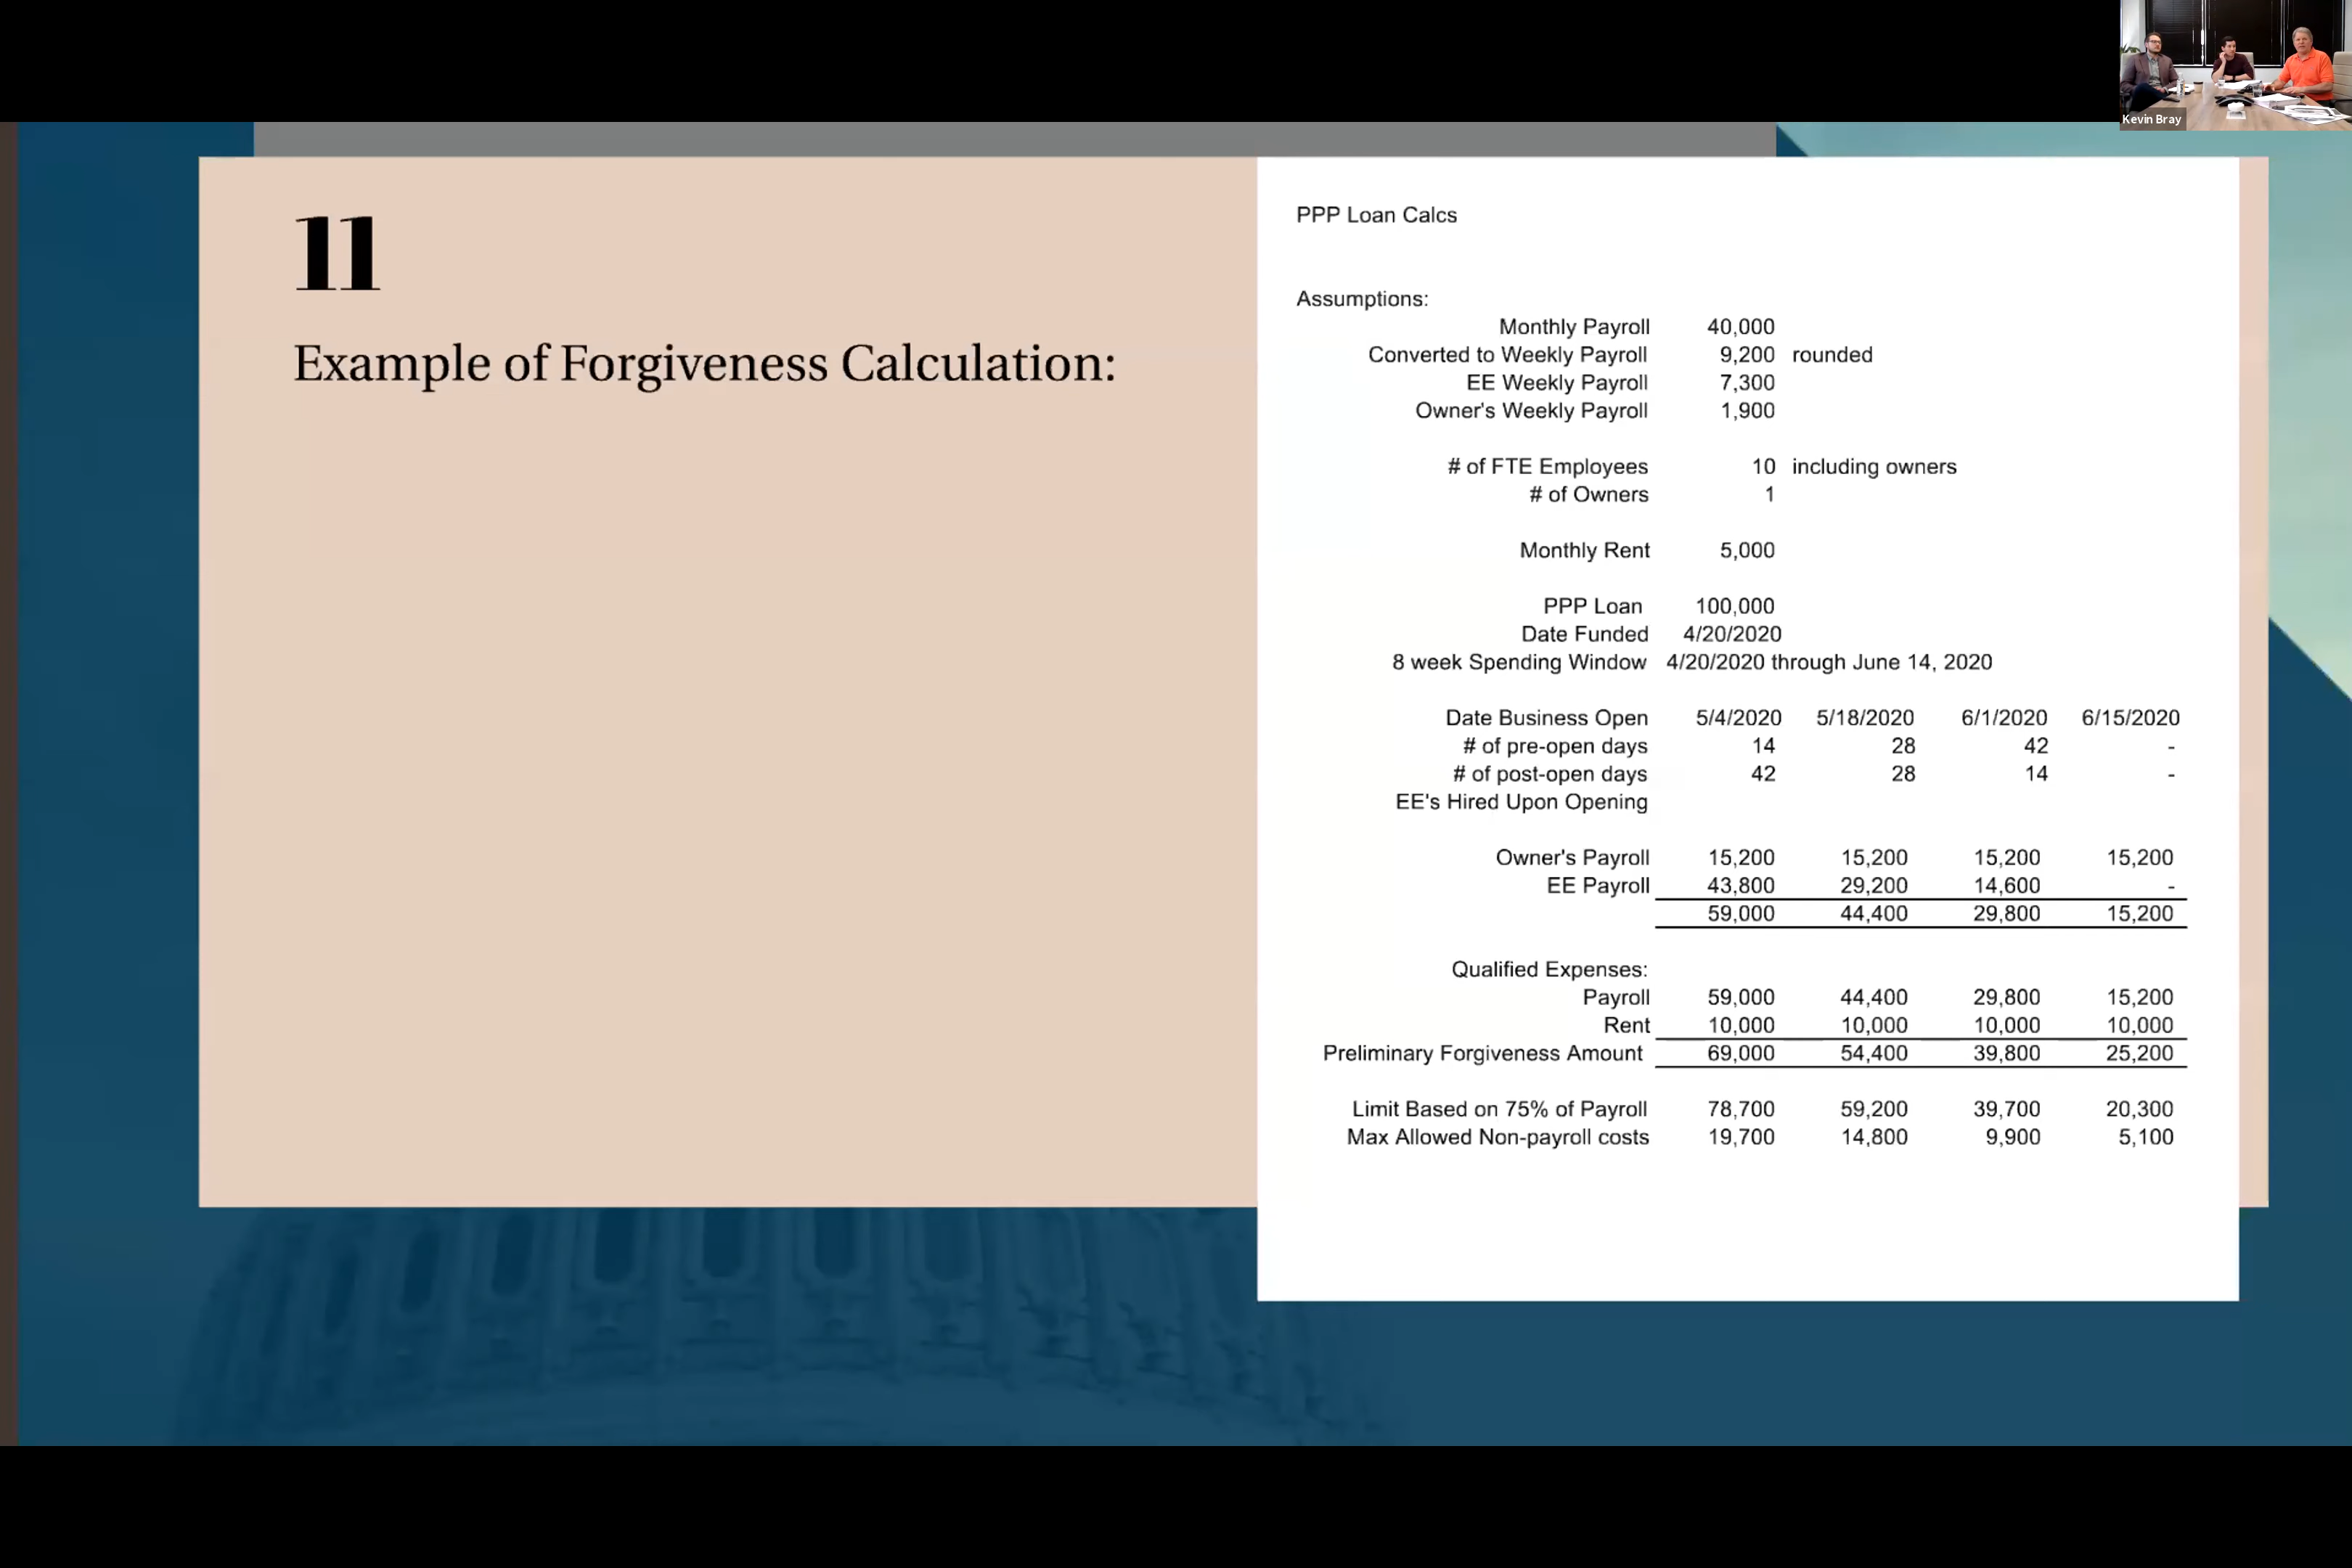 Kevin Bray
11
Example of Forgiveness Calculation:
PPP Loan Calcs
Assumptions:
Monthly Payroll 40,000
Converted to Weekly Payroll 9,200 rounded
EE Weekly Payroll 7,300
Owner's Weekly Payroll 1,900
# of FTE Employees 10 including owners
# of Owners 1
Monthly Rent 5,000
PPP Loan 100,000
Date Funded 4/20/2020
8 week Spending Window 4/20/2020 through June 14, 2020
Date Business Open 5/4/2020 5/18/2020 6/1/2020 6/15/2020
# of pre-open days 14 28 42 -
# of post-open days 42 28 14 -
EE's Hired Upon Opening
Owner's Payroll 15,200 15,200 15,200 15,200
EE Payroll 43,800 29,200 14,600 -
59,000 44,400 29,800 15,200
Qualified Expenses:
Payroll 59,000 44,400 29,800 15,200
Rent 10,000 10,000 10,000 10,000
Preliminary Forgiveness Amount 69,000 54,400 39,800 25,200
Limit Based on 75% of Payroll 78,700 59,200 39,700 20,300
Max Allowed Non-payroll costs 19,700 14,800 9,900 5,100